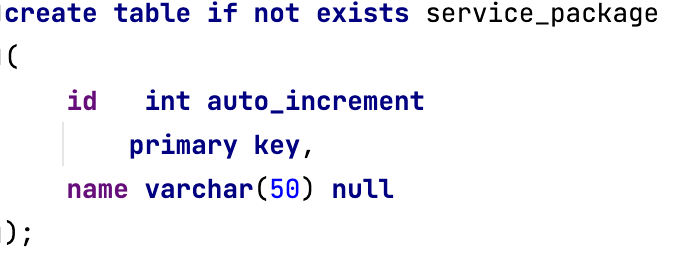 create table if not exists service_package
(
id int auto_increment
primary key,
name varchar(50) null
);